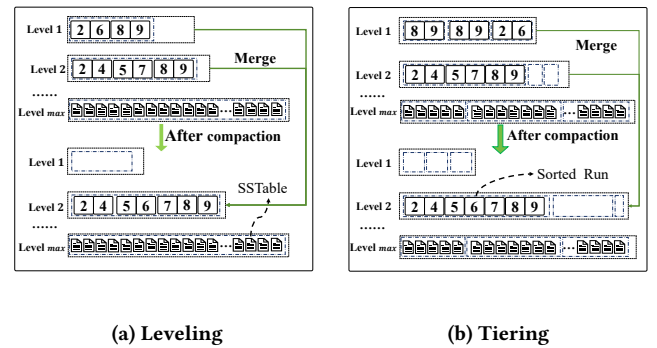 Level 1 2 6 8 9
Level 2 2 4 5 7 8 9 Merge
......
Level max ...
After compaction
Level 1
SSTable
Level 2 2 4 5 6 7 8 9
......
Level max ...
(a) Leveling
Level 1 8 9 8 9 2 6
Merge
Level 2 2 4 5 7 8 9
......
Level max ...
After compaction
Level 1
Sorted Run
Level 2 2 4 5 6 7 8 9
......
Level max ...
(b) Tiering